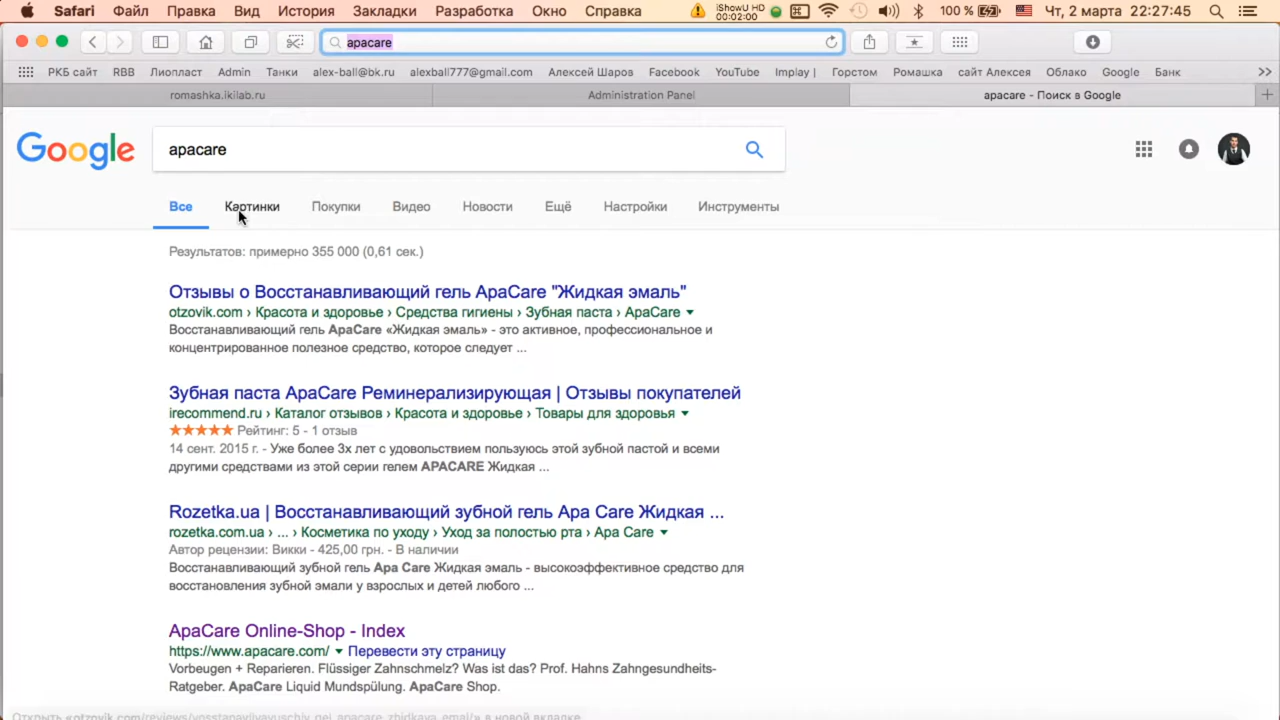 Safari Файл Правка Вид История Закладки Разработка Окно Справка iShowU HD 00:02:00 100 % Чт, 2 марта 22:27:45
apacare
РКБ сайт RBB Лиопласт Admin Танки alex-ball@bk.ru alexball777@gmail.com Алексей Шаров Facebook YouTube Implay | Горстом Ромашка сайт Алексея Облако Google Банк >>
romashka.ikilab.ru Administration Panel apacare - Поиск в Google
Google apacare
Все Картинки Покупки Видео Новости Ещё Настройки Инструменты
Результатов: примерно 355 000 (0,61 сек.)
Отзывы о Восстанавливающий гель ApaCare "Жидкая эмаль"
otzovik.com › Красота и здоровье › Средства гигиены › Зубная паста › ApaCare
Восстанавливающий гель ApaCare «Жидкая эмаль» - это активное, профессиональное и
концентрированное полезное средство, которое следует ...
Зубная паста ApaCare Реминерализирующая | Отзывы покупателей
irecommend.ru › Каталог отзывов › Красота и здоровье › Товары для здоровья
Рейтинг: 5 - 1 отзыв
14 сент. 2015 г. - Уже более 3х лет с удовольствием пользуюсь этой зубной пастой и всеми
другими средствами из этой серии гелем APACARE Жидкая ...
Rozetka.ua | Восстанавливающий зубной гель Apa Care Жидкая ...
rozetka.com.ua › ... › Косметика по уходу › Уход за полостью рта › Apa Care
Автор рецензии: Викки - 425,00 грн. - В наличии
Восстанавливающий зубной гель Apa Care Жидкая эмаль - высокоэффективное средство для
восстановления зубной эмали у взрослых и детей любого ...
ApaCare Online-Shop - Index
https://www.apacare.com/ Перевести эту страницу
Vorbeugen + Reparieren. Flüssiger Zahnschmelz? Was ist das? Prof. Hahns Zahngesundheits-
Ratgeber. ApaCare Liquid Mundspülung. ApaCare Shop.
Открыть «otzovik.com/reviews/vosstanavlivayuschiy_gel_apacare_zhidkaya_emal/» в новой вкладке